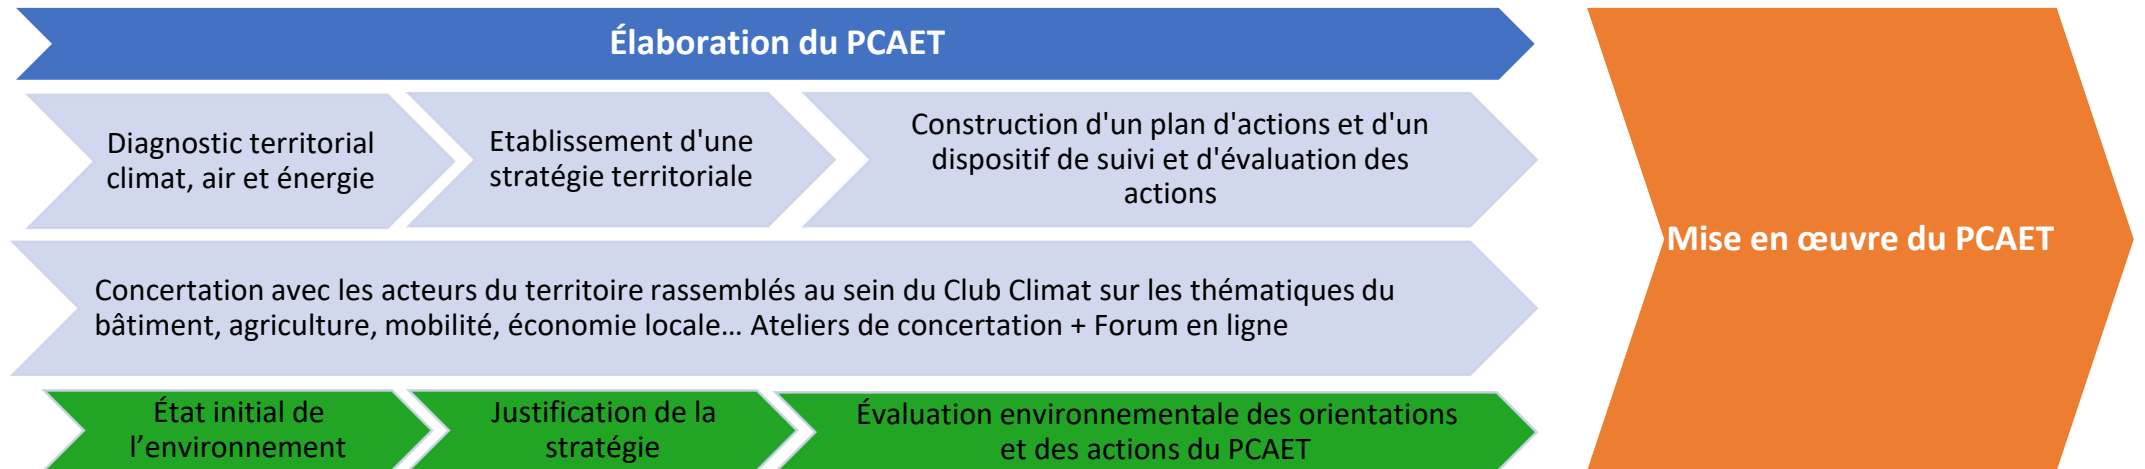 Élaboration du PCAET
Diagnostic territorial
climat, air et énergie
Etablissement d'une
stratégie territoriale
Construction d'un plan d'actions et d'un
dispositif de suivi et d'évaluation des
actions
Concertation avec les acteurs du territoire rassemblés au sein du Club Climat sur les thématiques du
bâtiment, agriculture, mobilité, économie locale… Ateliers de concertation + Forum en ligne
État initial de
l’environnement
Justification de la
stratégie
Évaluation environnementale des orientations
et des actions du PCAET
Mise en œuvre du PCAET